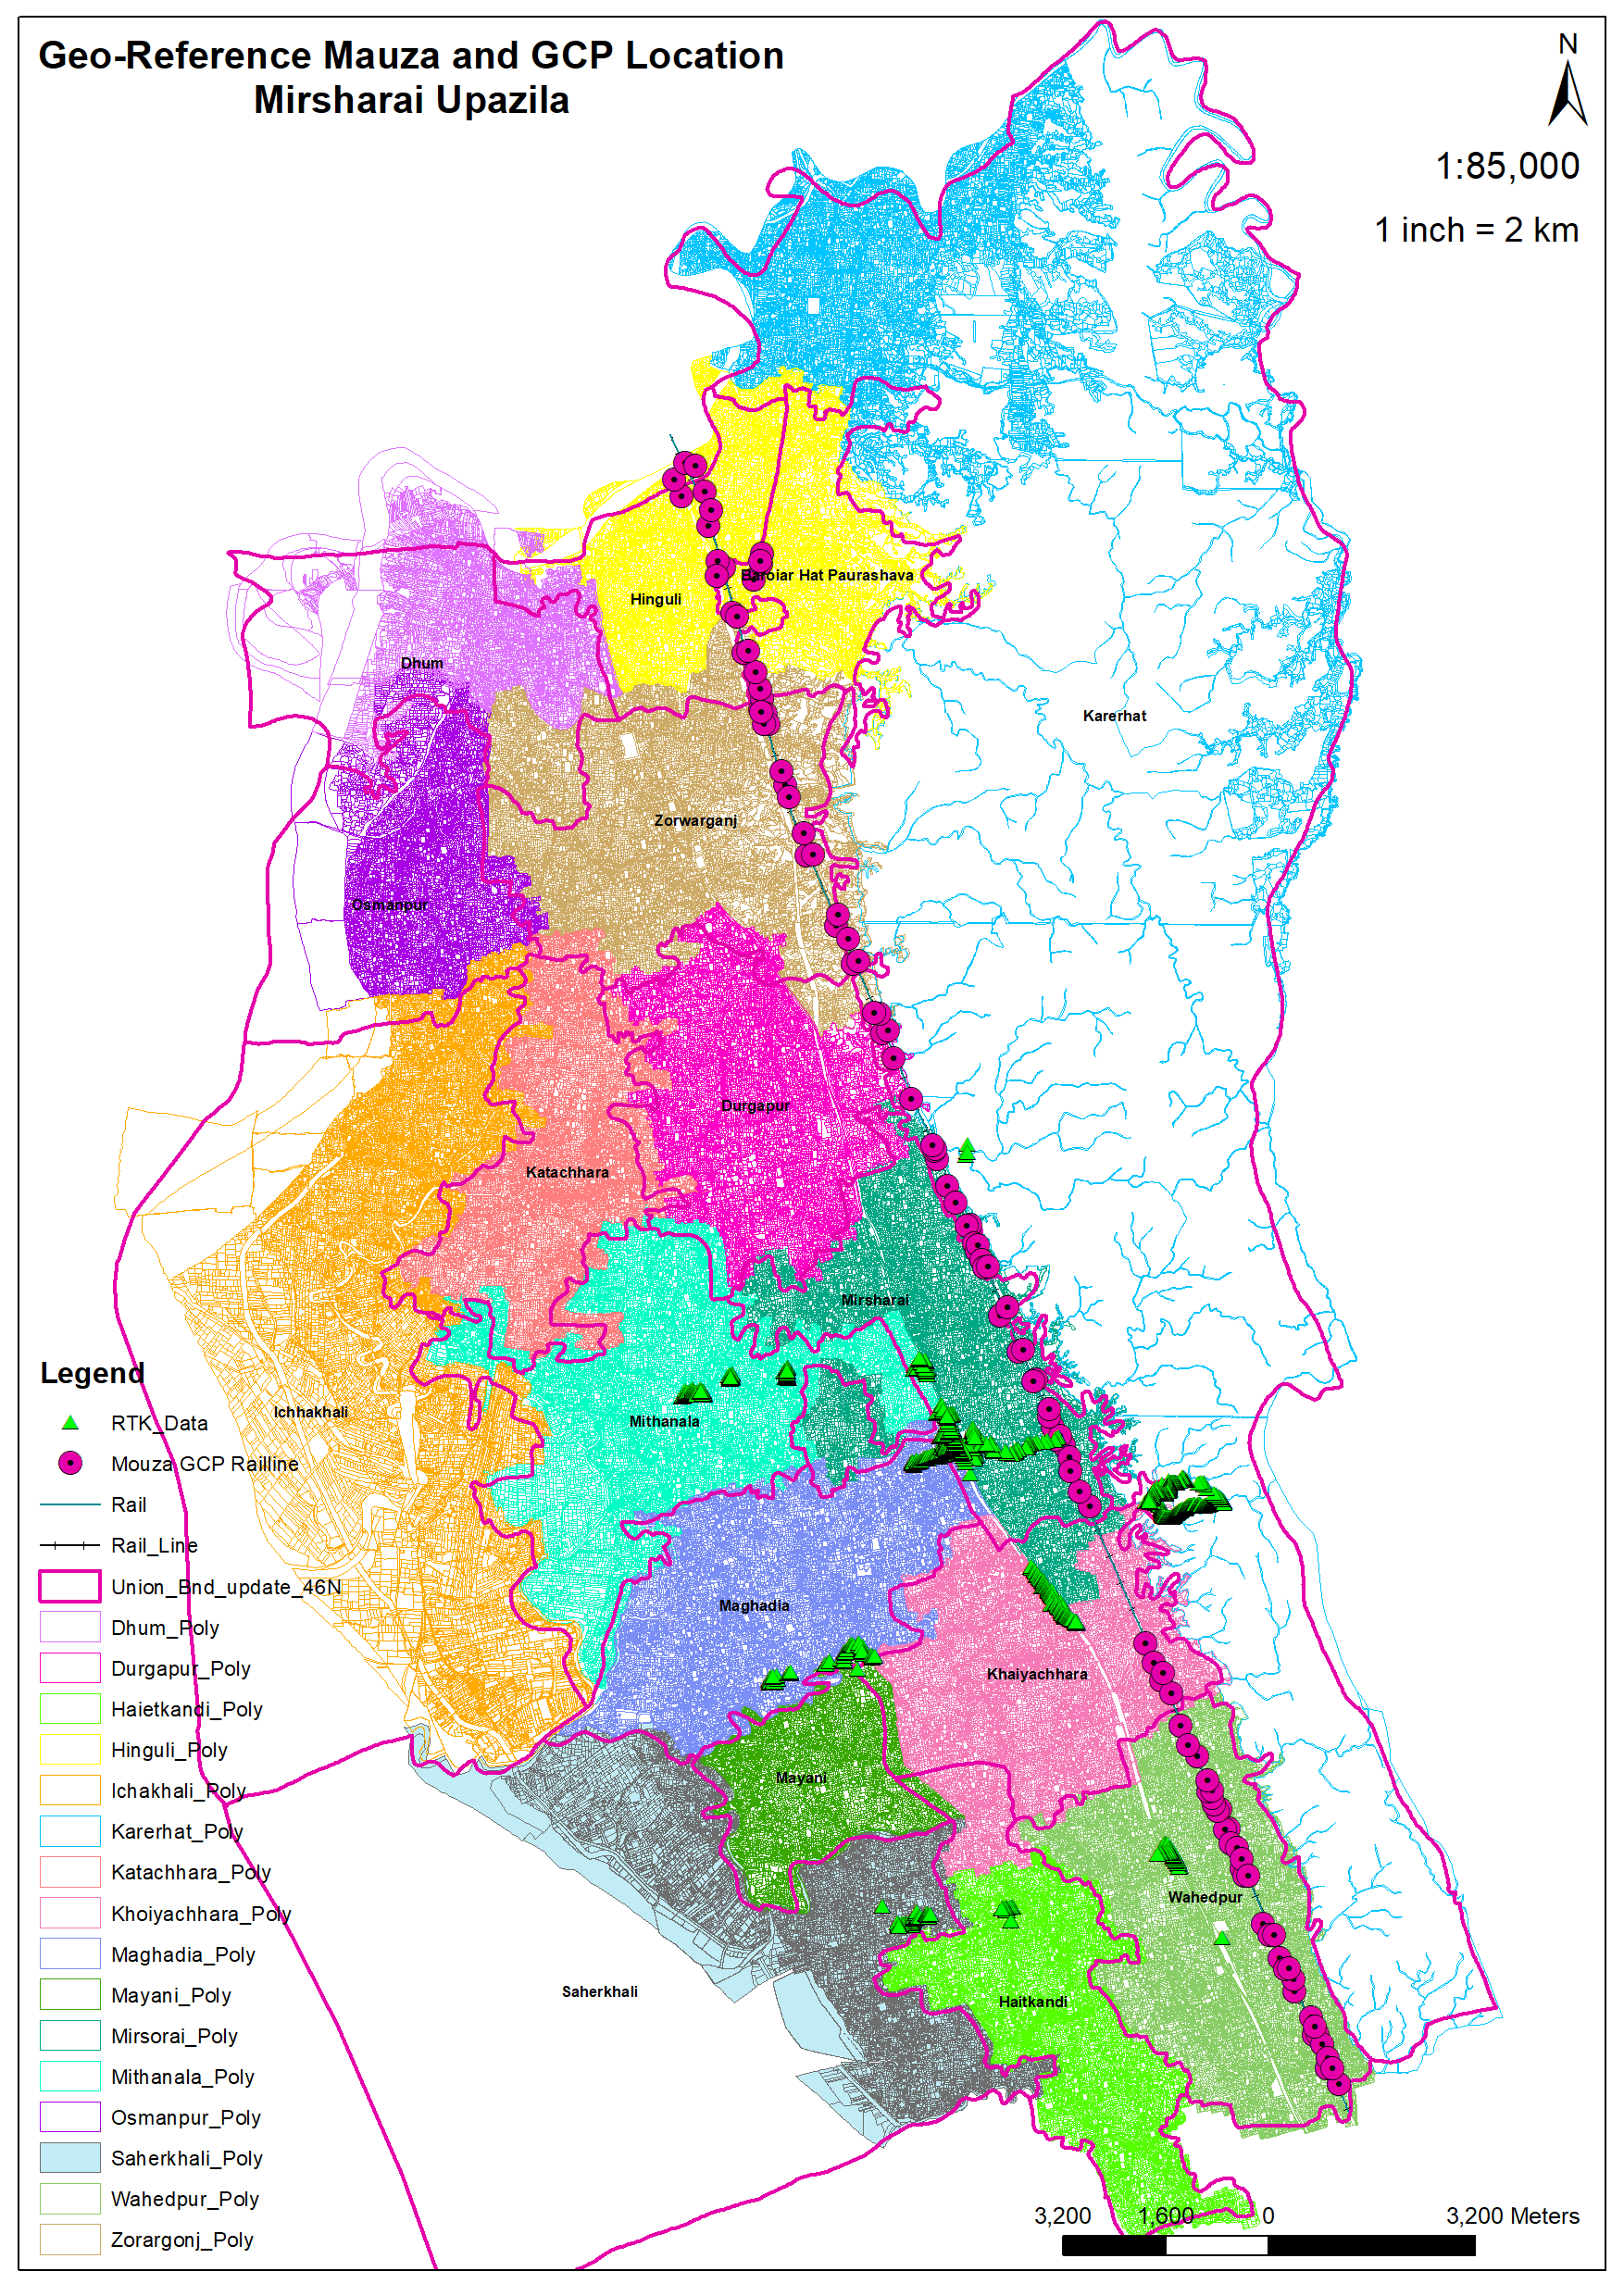 Geo-Reference Mauza and GCP Location
Mirsharai Upazila
N
1:85,000
1 inch = 2 km
Baroiar Hat Paurashava
Hinguli
Dhum
Karerhat
Zorwarganj
Osmanpur
Durgapur
Katachhara
Mirsharai
Ichhakhali
Mithanala
Maghadia
Khaiyachhara
Mayani
Wahedpur
Saherkhali
Haitkandi
Legend
RTK_Data
Mouza GCP Railline
Rail
Rail_Line
Union_Bnd_update_46N
Dhum_Poly
Durgapur_Poly
Haietkandi_Poly
Hinguli_Poly
Ichakhali_Poly
Karerhat_Poly
Katachhara_Poly
Khoiyachhara_Poly
Maghadia_Poly
Mayani_Poly
Mirsorai_Poly
Mithanala_Poly
Osmanpur_Poly
Saherkhali_Poly
Wahedpur_Poly
Zorargonj_Poly
3,200 1,600 0 3,200 Meters